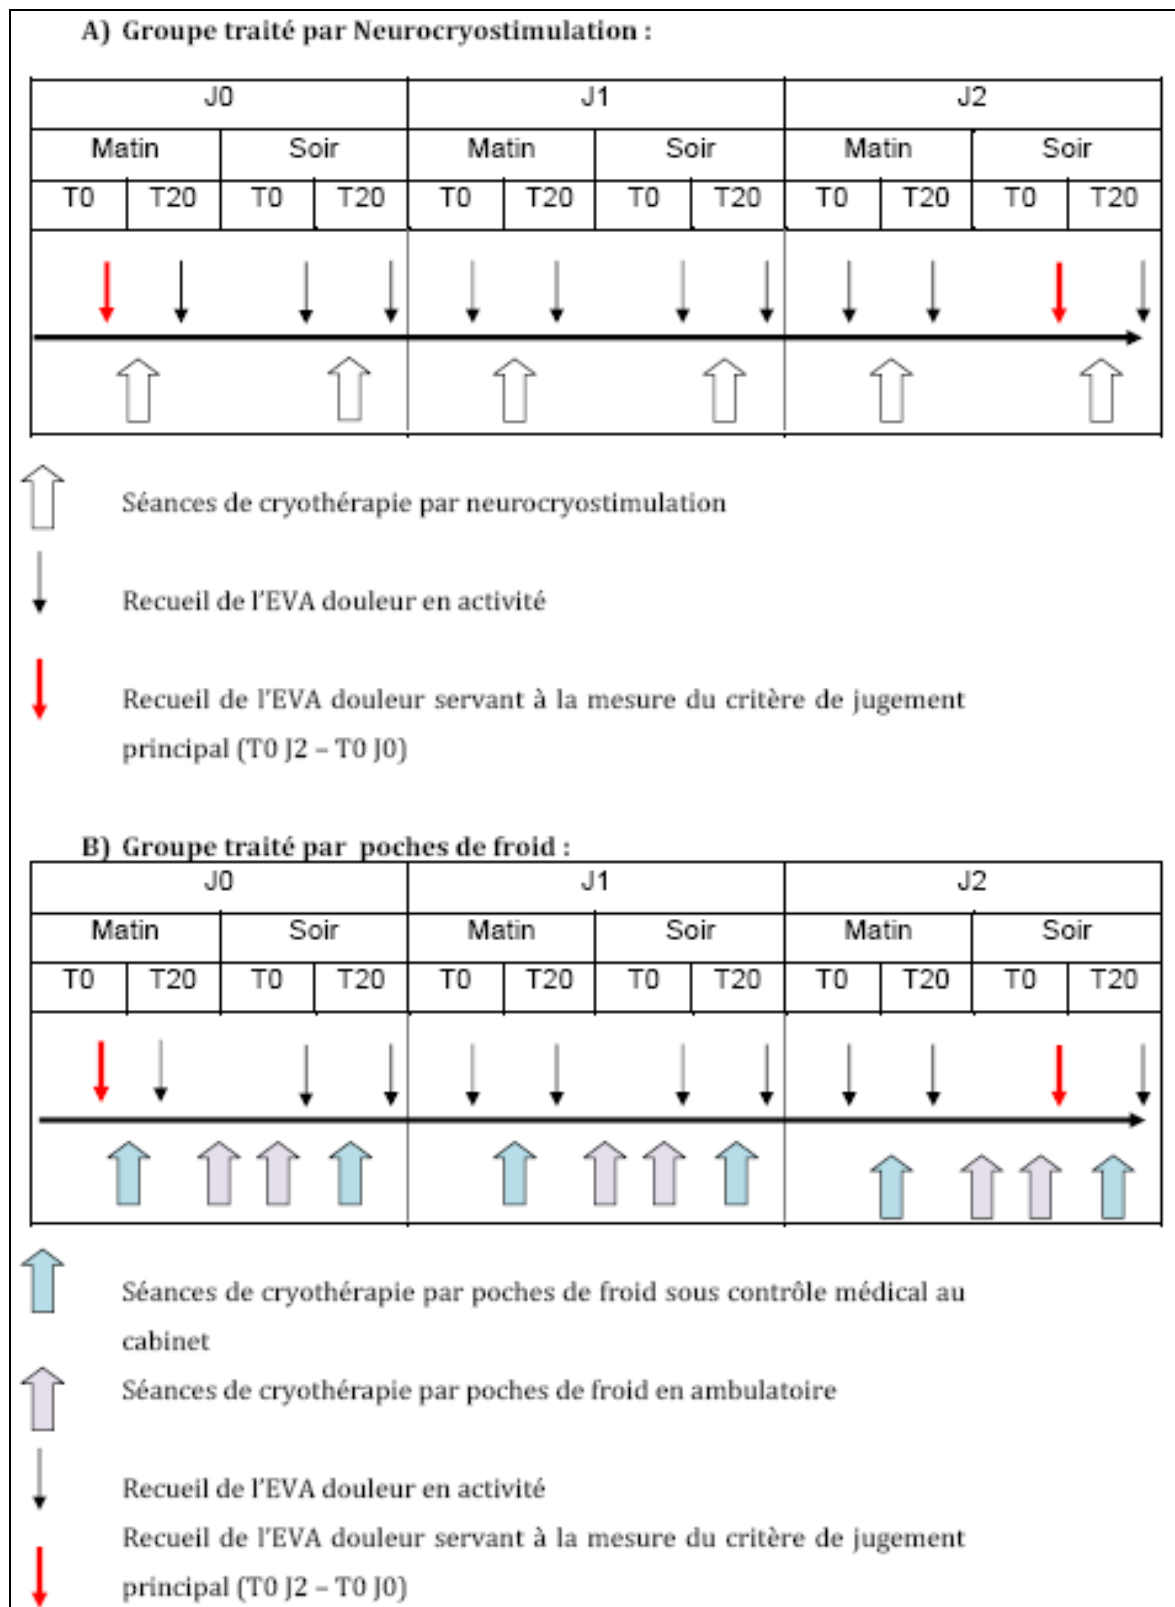 A) Groupe traité par Neurocryostimulation :
J0 J1 J2
Matin Soir Matin Soir Matin Soir
T0 T20 T0 T20 T0 T20 T0 T20 T0 T20 T0 T20
Séances de cryothérapie par neurocryostimulation
Recueil de l'EVA douleur en activité
Recueil de l'EVA douleur servant à la mesure du critère de jugement
principal (T0 J2 – T0 J0)
B) Groupe traité par poches de froid :
J0 J1 J2
Matin Soir Matin Soir Matin Soir
T0 T20 T0 T20 T0 T20 T0 T20 T0 T20 T0 T20
Séances de cryothérapie par poches de froid sous contrôle médical au
cabinet
Séances de cryothérapie par poches de froid en ambulatoire
Recueil de l'EVA douleur en activité
Recueil de l'EVA douleur servant à la mesure du critère de jugement
principal (T0 J2 – T0 J0)